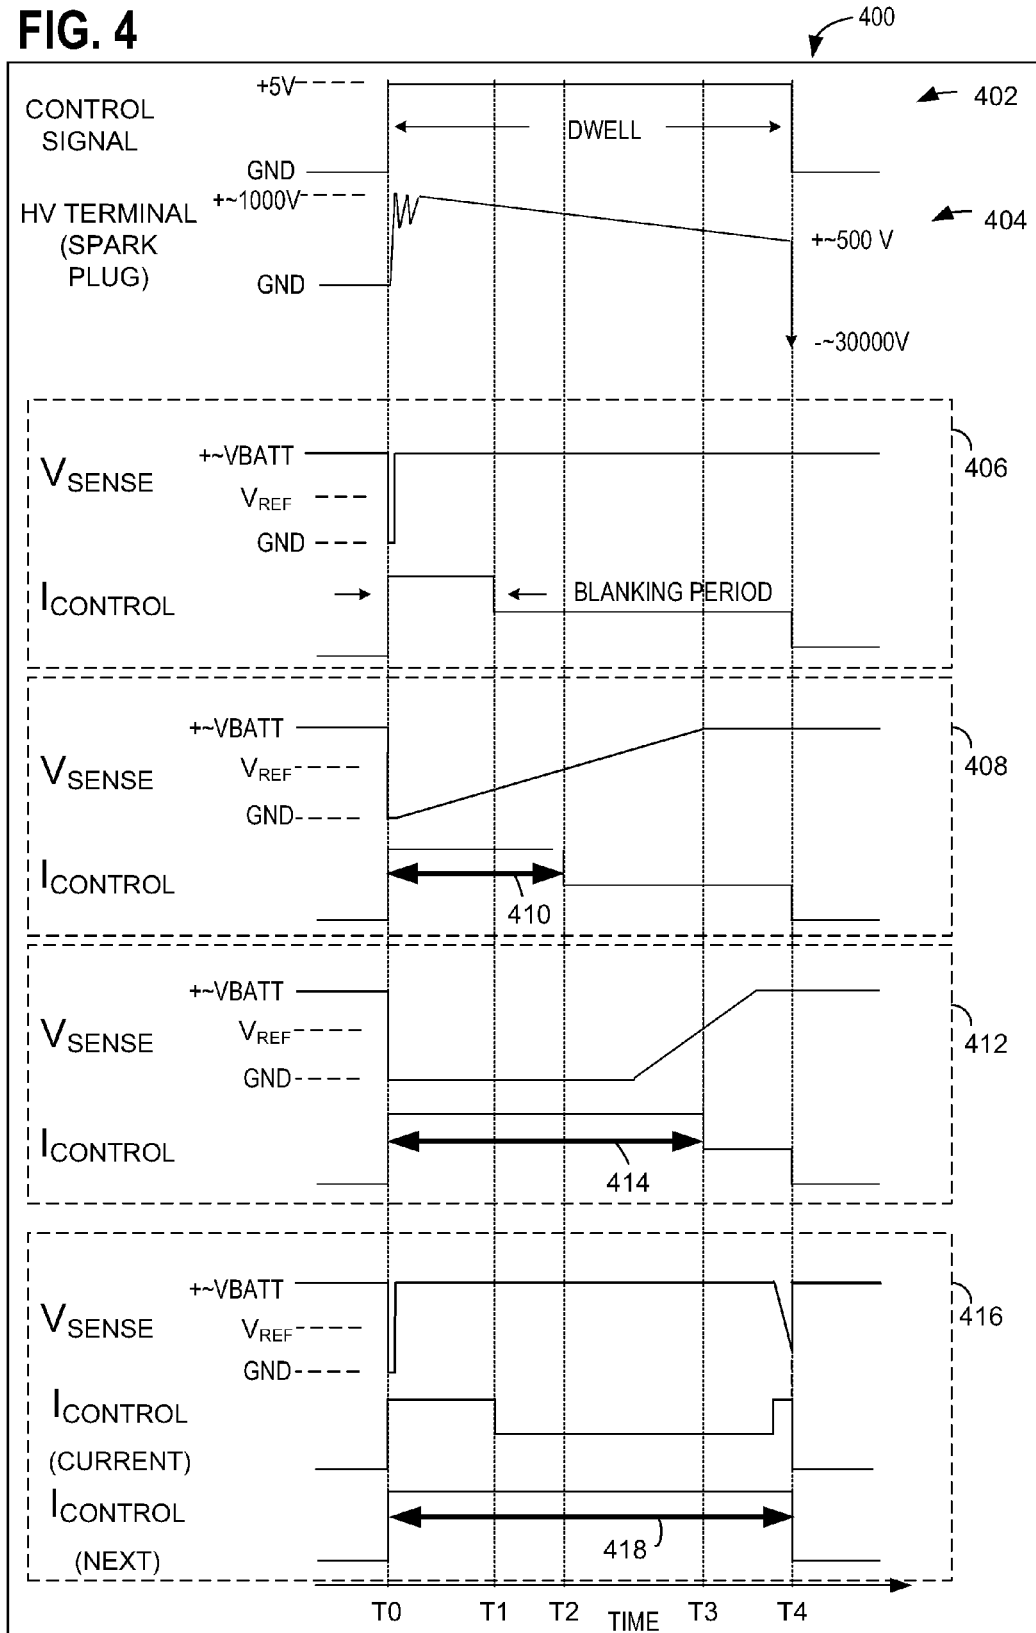 FIG. 4
400
+5V
402
CONTROL
SIGNAL
DWELL
GND
+~1000V
HV TERMINAL
(SPARK
PLUG)
404
+~500 V
GND
-~30000V
+~VBATT
VSENSE
406
VREF
GND
ICONTROL
BLANKING PERIOD
+~VBATT
VSENSE
408
VREF
GND
ICONTROL
410
+~VBATT
VSENSE
412
VREF
GND
ICONTROL
414
+~VBATT
VSENSE
416
VREF
GND
ICONTROL
(CURRENT)
ICONTROL
(NEXT)
418
T0 T1 T2 TIME T3 T4